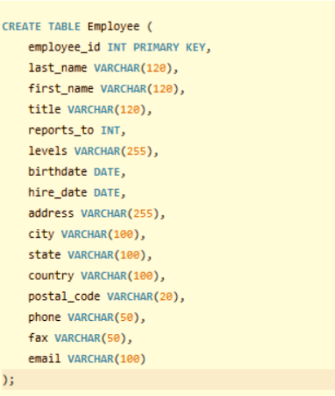 CREATE TABLE Employee (
    employee_id INT PRIMARY KEY,
    last_name VARCHAR(120),
    first_name VARCHAR(120),
    title VARCHAR(120),
    reports_to INT,
    levels VARCHAR(255),
    birthdate DATE,
    hire_date DATE,
    address VARCHAR(255),
    city VARCHAR(100),
    state VARCHAR(100),
    country VARCHAR(100),
    postal_code VARCHAR(20),
    phone VARCHAR(50),
    fax VARCHAR(50),
    email VARCHAR(100)
);